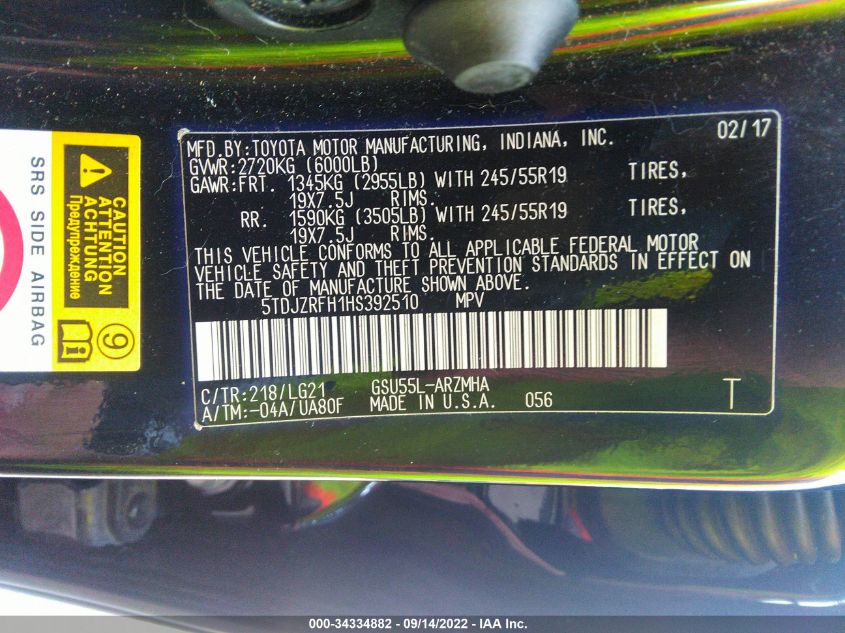 MFD.BY:TOYOTA MOTOR MANUFACTURING, INDIANA, INC. 02/17
GVWR:2720KG (6000LB)
GAWR:FRT. 1345KG (2955LB) WITH 245/55R19 TIRES,
19X7.5J RIMS.
RR. 1590KG (3505LB) WITH 245/55R19 TIRES,
19X7.5J RIMS.
THIS VEHICLE CONFORMS TO ALL APPLICABLE FEDERAL MOTOR
VEHICLE SAFETY AND THEFT PREVENTION STANDARDS IN EFFECT ON
THE DATE OF MANUFACTURE SHOWN ABOVE.
5TDJZRFH1HS392510 MPV
C/TR:218/LG21 GSU55L-ARZMHA
A/TM:-04A/UA80F MADE IN U.S.A. 056 T
SRS SIDE AIRBAG
CAUTION
ATTENTION
ACHTUNG
Предупреждение
9
i
000-34334882 - 09/14/2022 - IAA Inc.